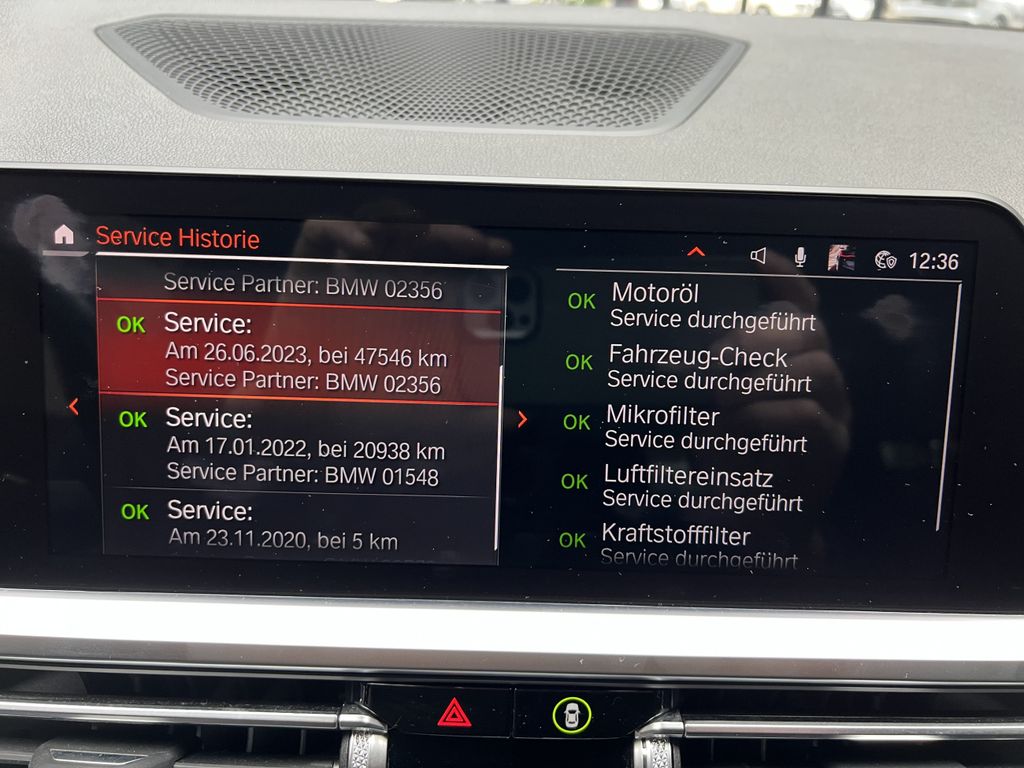 Service Historie
12:36
Service Partner: BMW 02356
OK Service:
Am 26.06.2023, bei 47546 km
Service Partner: BMW 02356
OK Service:
Am 17.01.2022, bei 20938 km
Service Partner: BMW 01548
OK Service:
Am 23.11.2020, bei 5 km
OK Motoröl
Service durchgeführt
OK Fahrzeug-Check
Service durchgeführt
OK Mikrofilter
Service durchgeführt
OK Luftfiltereinsatz
Service durchgeführt
OK Kraftstofffilter
Service durchgeführt